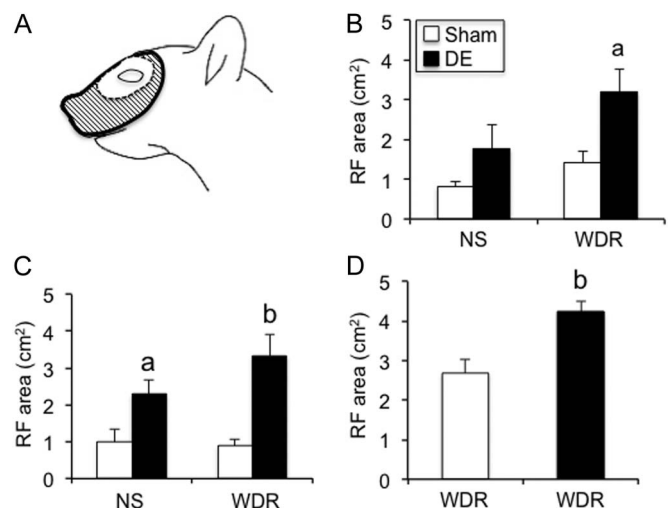 A
B
Sham
DE
a
RF area (cm²)
5
4
3
2
1
0
NS WDR
C
b
a
RF area (cm²)
5
4
3
2
1
0
NS WDR
D
b
RF area (cm²)
5
4
3
2
1
0
WDR WDR